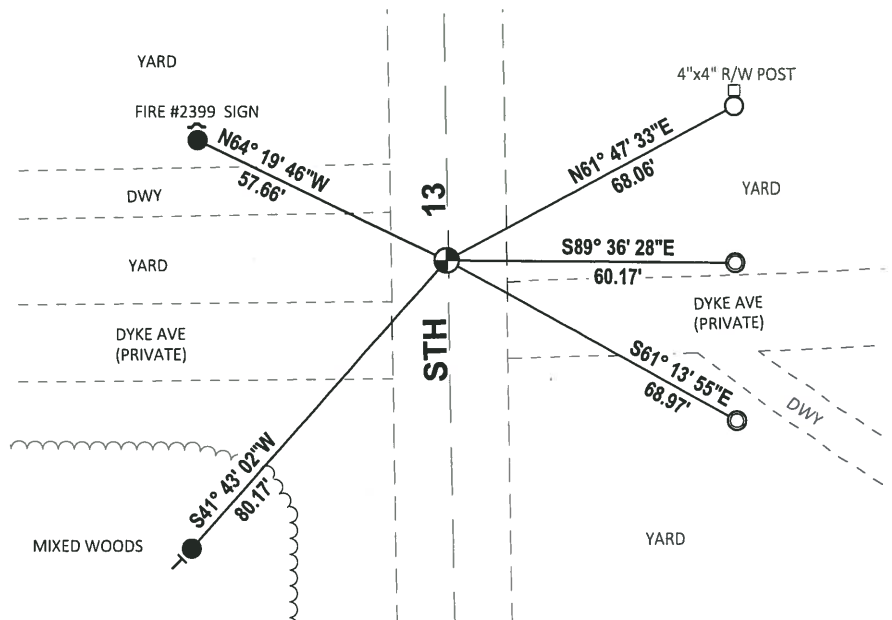 YARD
4"x4" R/W POST
FIRE #2399 SIGN
N64° 19' 46"W
57.66'
N61° 47' 33"E
68.06'
DWY
13
YARD
S89° 36' 28"E
60.17'
YARD
DYKE AVE
(PRIVATE)
DYKE AVE
(PRIVATE)
STH
S61° 13' 55"E
68.97'
DWY
S41° 43' 02"W
80.17'
MIXED WOODS
YARD